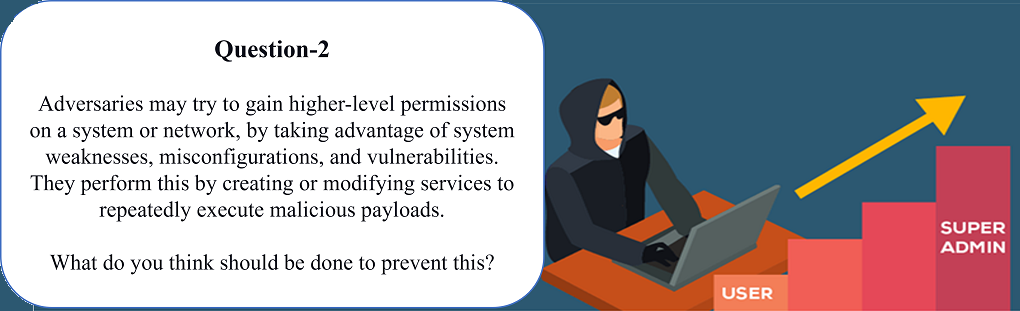 Question-2
Adversaries may try to gain higher-level permissions
on a system or network, by taking advantage of system
weaknesses, misconfigurations, and vulnerabilities.
They perform this by creating or modifying services to
repeatedly execute malicious payloads.
What do you think should be done to prevent this?
USER
SUPER
ADMIN